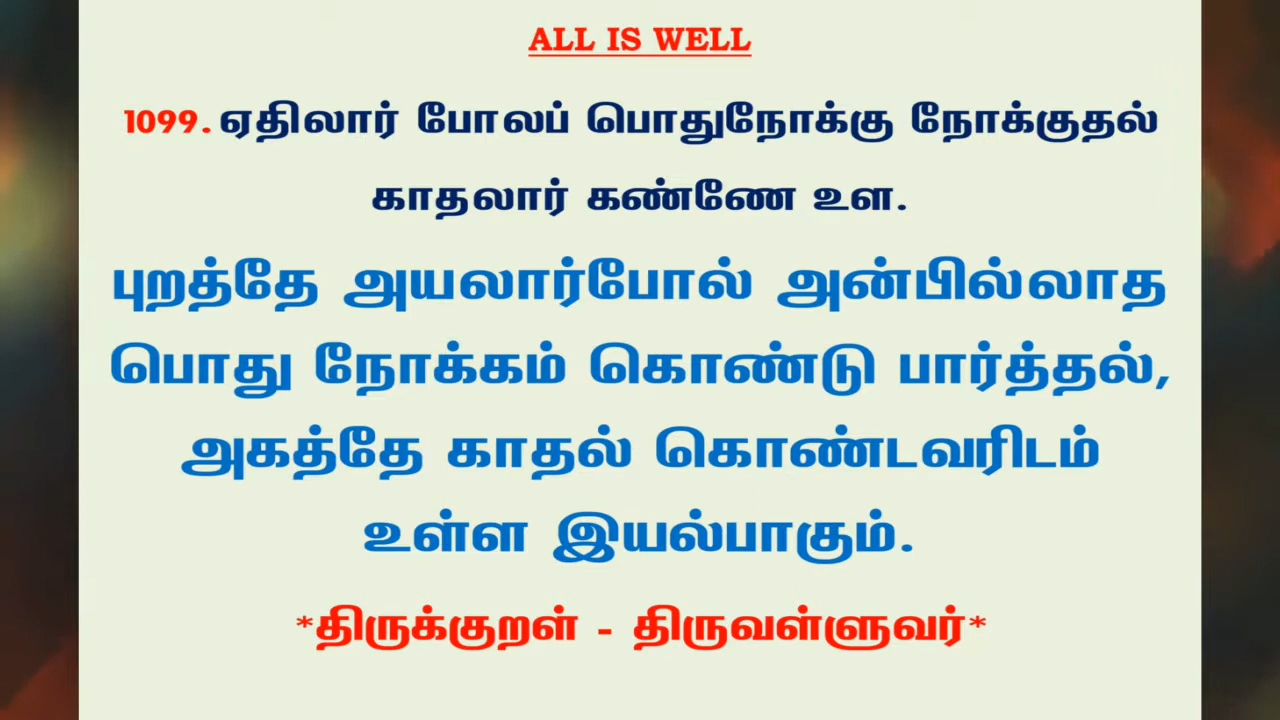 ALL IS WELL
1099. ஏதிலார் போலப் பொதுநோக்கு நோக்குதல்
காதலார் கண்ணே உள.
புறத்தே அயலார்போல் அன்பில்லாத
பொது நோக்கம் கொண்டு பார்த்தல்,
அகத்தே காதல் கொண்டவரிடம்
உள்ள இயல்பாகும்.
*திருக்குறள் - திருவள்ளுவர்*